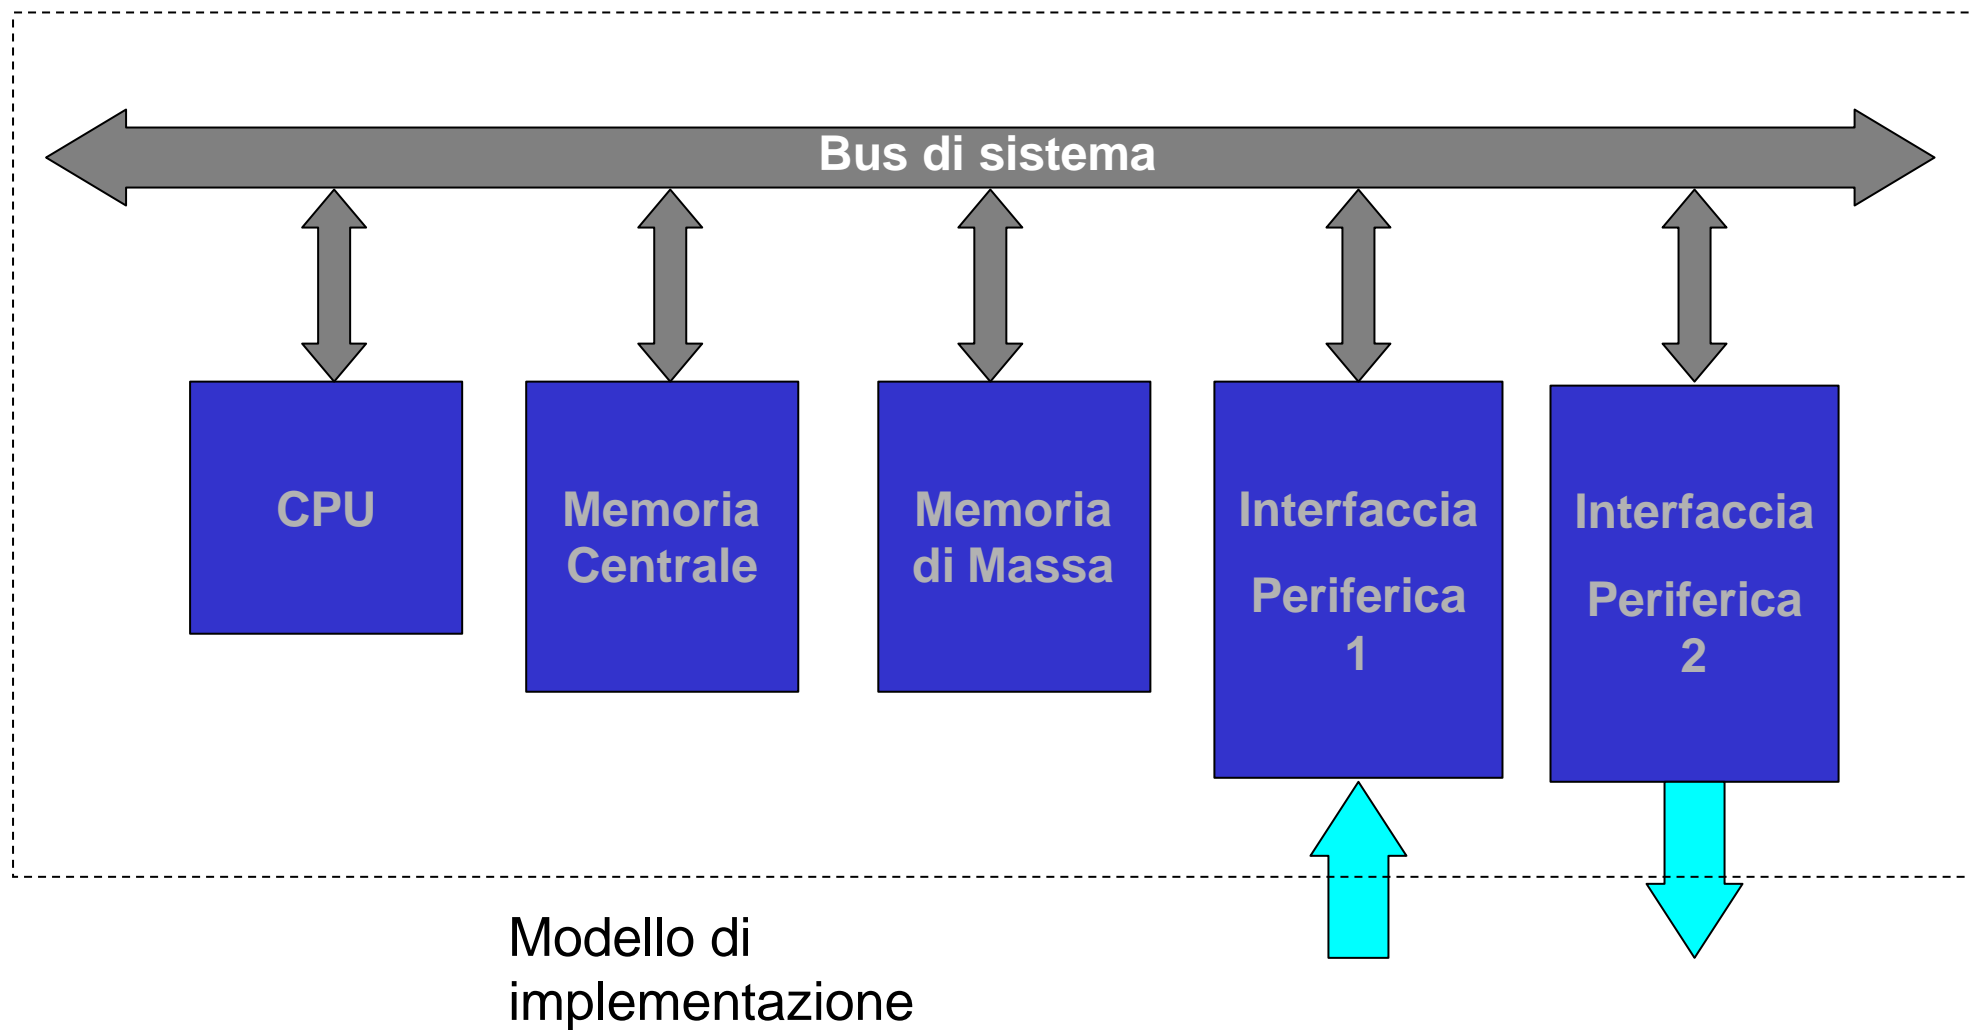 Bus di sistema
CPU
Memoria
Centrale
Memoria
di Massa
Interfaccia
Periferica
1
Interfaccia
Periferica
2
Modello di
implementazione